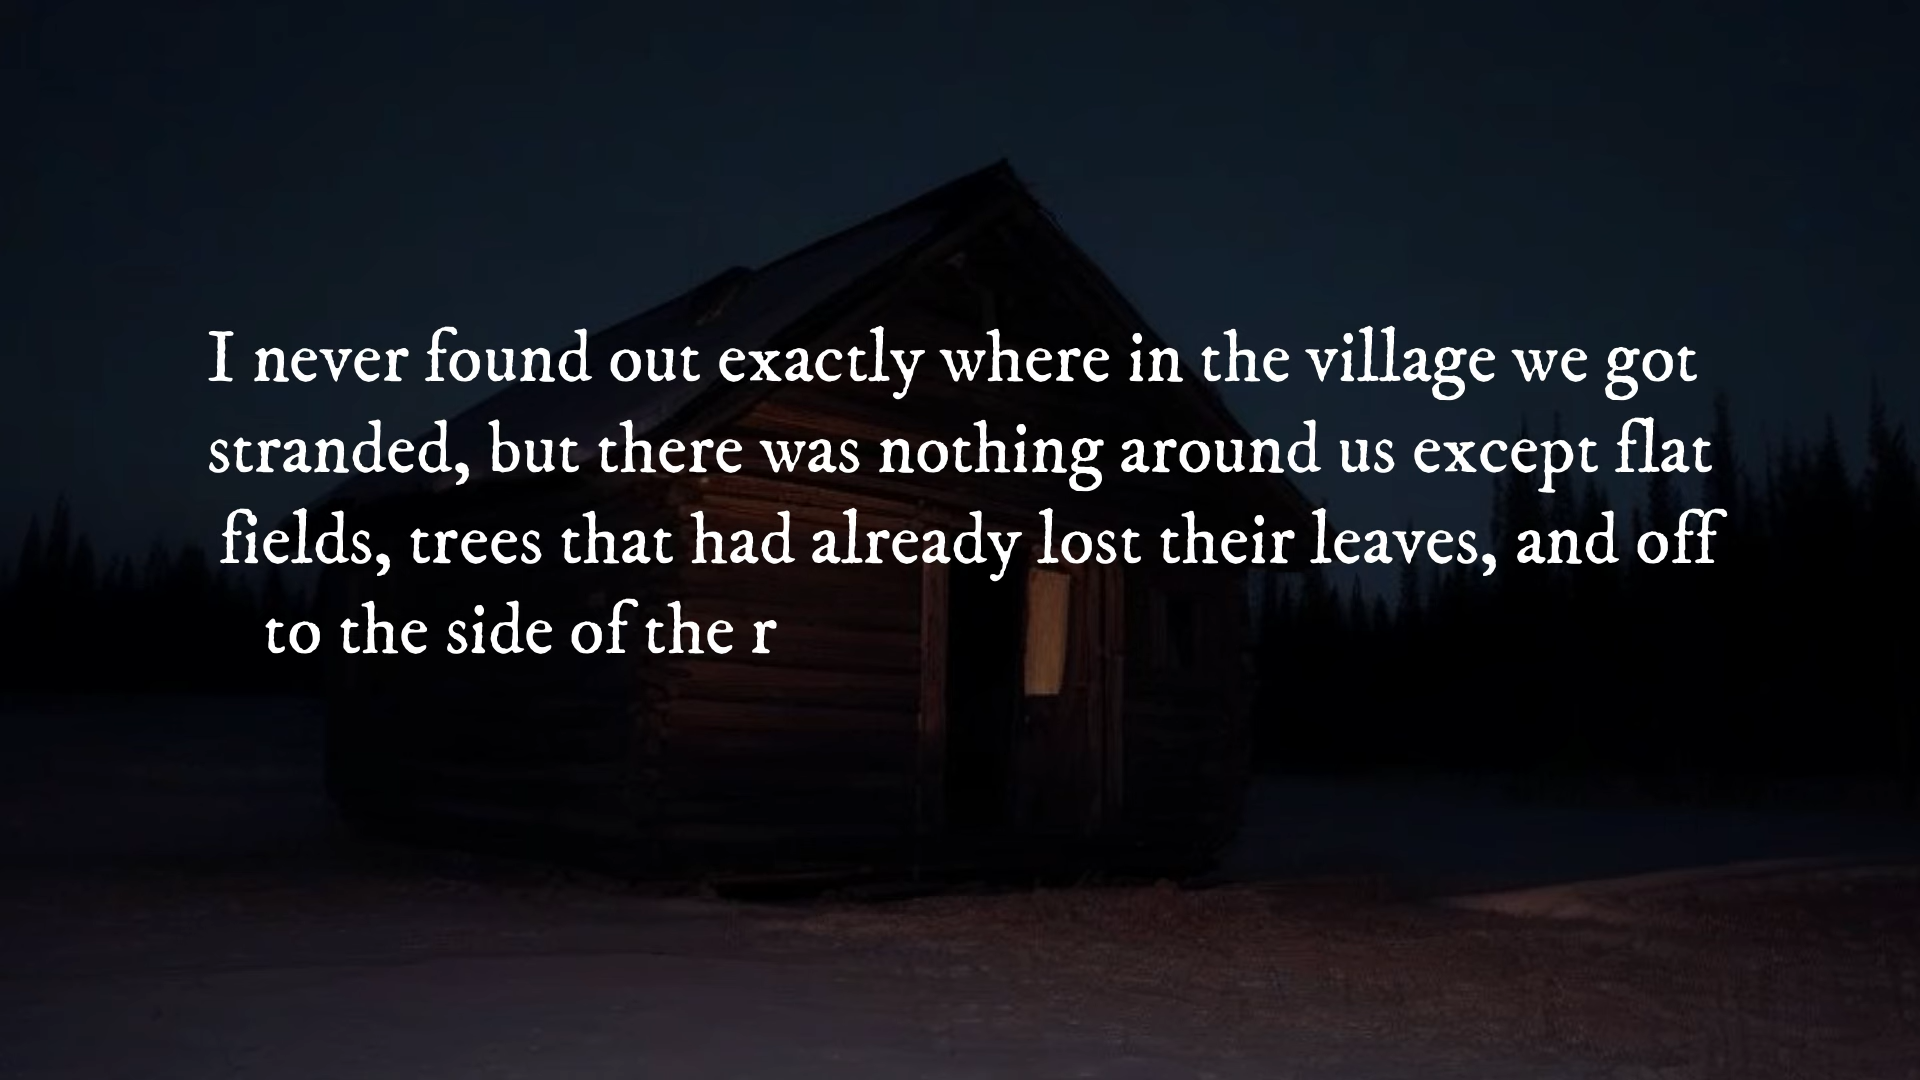 I never found out exactly where in the village we got
stranded, but there was nothing around us except flat
fields, trees that had already lost their leaves, and off
to the side of the r